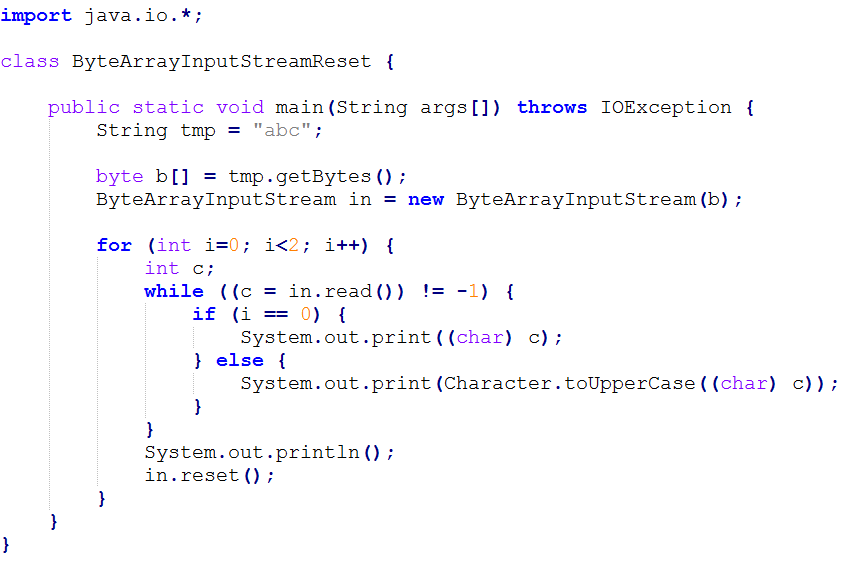 import java.io.*;

class ByteArrayInputStreamReset {

    public static void main(String args[]) throws IOException {
        String tmp = "abc";

        byte b[] = tmp.getBytes();
        ByteArrayInputStream in = new ByteArrayInputStream(b);

        for (int i=0; i<2; i++) {
            int c;
            while ((c = in.read()) != -1) {
                if (i == 0) {
                    System.out.print((char) c);
                } else {
                    System.out.print(Character.toUpperCase((char) c));
                }
            }
            System.out.println();
            in.reset();
        }
    }
}